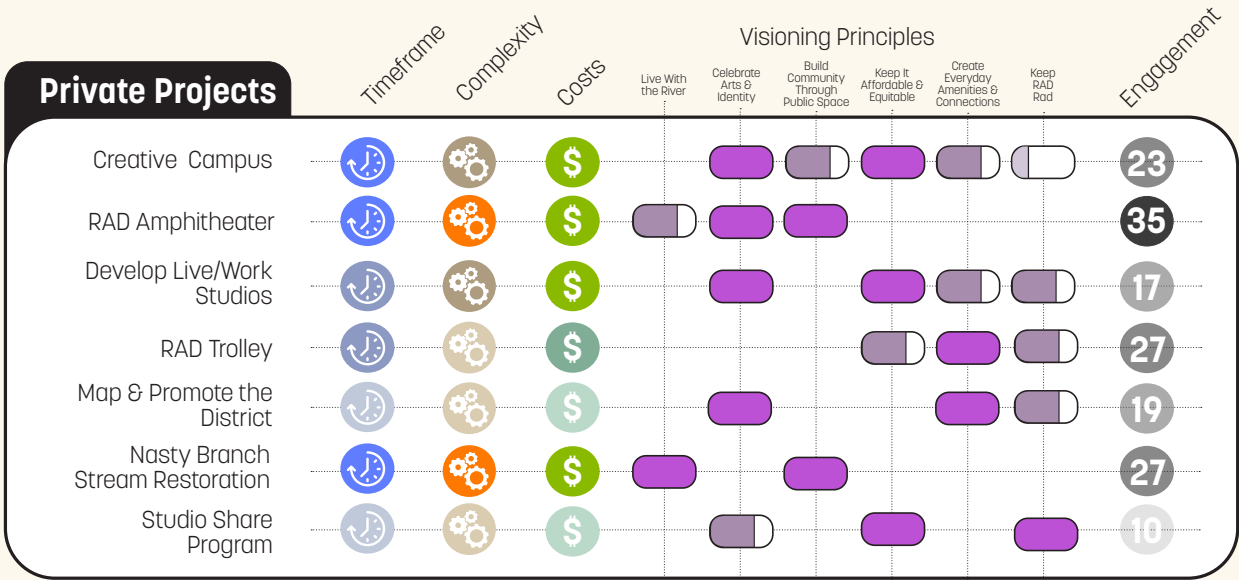 Visioning Principles
Private Projects
Timeframe
Complexity
Costs
Live With
the River
Celebrate
Arts &
Identity
Build
Community
Through
Public Space
Keep It
Affordable &
Equitable
Create
Everyday
Amenities &
Connections
Keep
RAD
Rad
Engagement
Creative Campus
$
23
RAD Amphitheater
$
35
Develop Live/Work
Studios
$
17
RAD Trolley
$
27
Map & Promote the
District
$
19
Nasty Branch
Stream Restoration
$
27
Studio Share
Program
$
10